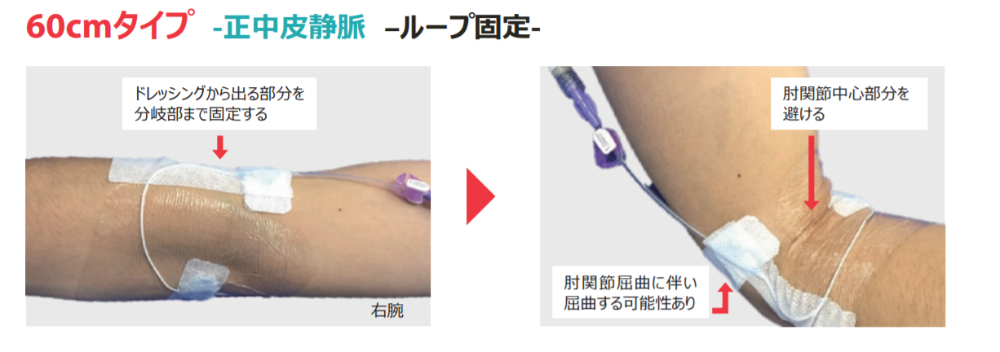 60cmタイプ -正中皮静脈 –ループ固定-
ドレッシングから出る部分を
分岐部まで固定する
右腕
肘関節中心部分を
避ける
肘関節屈曲に伴い
屈曲する可能性あり